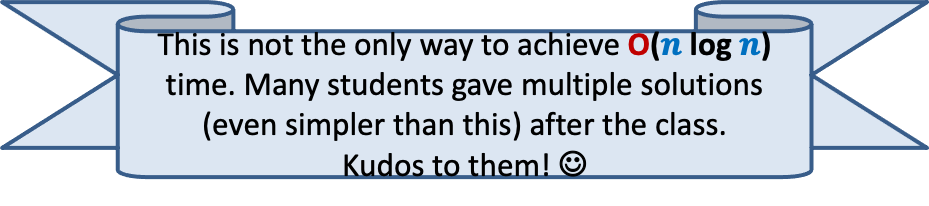 This is not the only way to achieve O(n log n)
time. Many students gave multiple solutions
(even simpler than this) after the class.
Kudos to them! ☺